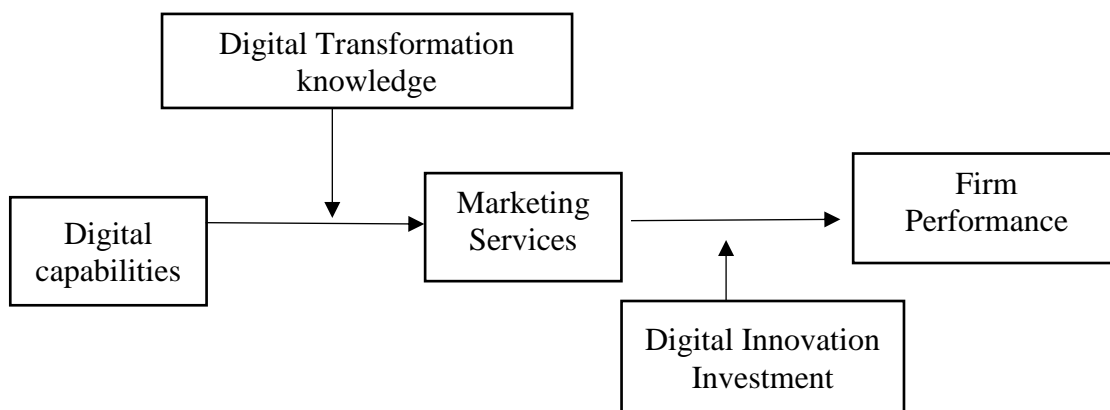 Digital Transformation
knowledge
Digital
capabilities
Marketing
Services
Firm
Performance
Digital Innovation
Investment